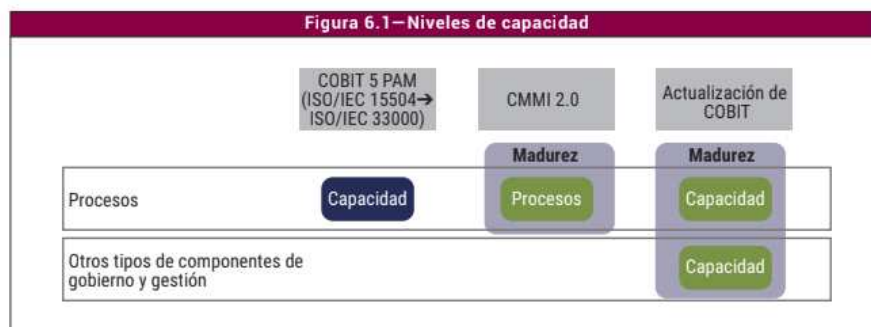 Figura 6.1—Niveles de capacidad
COBIT 5 PAM
(ISO/IEC 15504→
ISO/IEC 33000)
CMMI 2.0
Actualización de
COBIT
Madurez
Madurez
Procesos
Capacidad
Procesos
Capacidad
Otros tipos de componentes de
gobierno y gestión
Capacidad